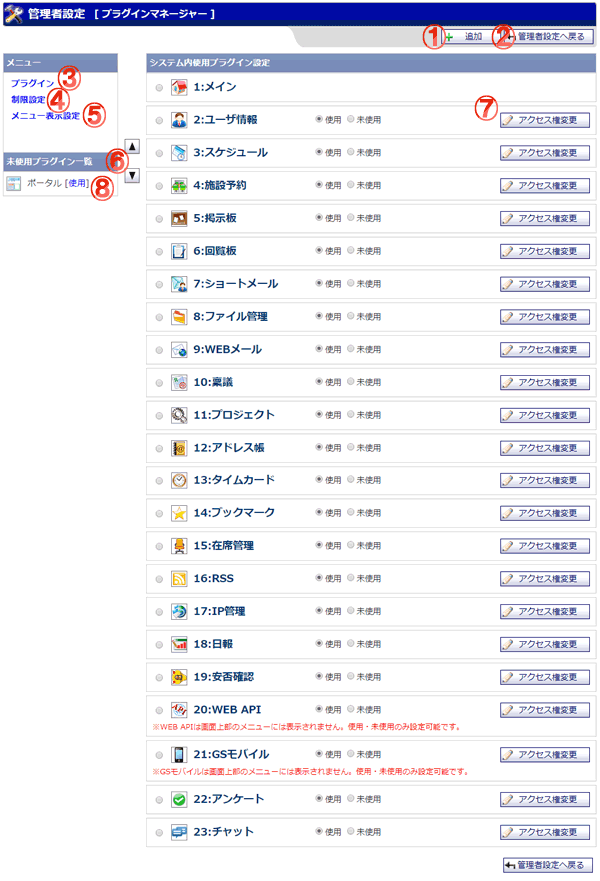 管理者設定 [ プラグインマネージャー ]
① 追加 ② 管理者設定へ戻る
メニュー
プラグイン ③
制限設定 ④
メニュー表示設定 ⑤
▲
未使用プラグイン一覧 ⑥
▼
ポータル [使用] ⑧
システム内使用プラグイン設定
1:メイン
⑦
2:ユーザ情報 使用 未使用 アクセス権変更
3:スケジュール 使用 未使用 アクセス権変更
4:施設予約 使用 未使用 アクセス権変更
5:掲示板 使用 未使用 アクセス権変更
6:回覧板 使用 未使用 アクセス権変更
7:ショートメール 使用 未使用 アクセス権変更
8:ファイル管理 使用 未使用 アクセス権変更
9:WEBメール 使用 未使用 アクセス権変更
10:稟議 使用 未使用 アクセス権変更
11:プロジェクト 使用 未使用 アクセス権変更
12:アドレス帳 使用 未使用 アクセス権変更
13:タイムカード 使用 未使用 アクセス権変更
14:ブックマーク 使用 未使用 アクセス権変更
15:在席管理 使用 未使用 アクセス権変更
16:RSS 使用 未使用 アクセス権変更
17:IP管理 使用 未使用 アクセス権変更
18:日報 使用 未使用 アクセス権変更
19:安否確認 使用 未使用 アクセス権変更
20:WEB API 使用 未使用 アクセス権変更
※WEB APIは画面上部のメニューには表示されません。使用・未使用のみ設定可能です。
21:GSモバイル 使用 未使用 アクセス権変更
※GSモバイルは画面上部のメニューには表示されません。使用・未使用のみ設定可能です。
22:アンケート 使用 未使用 アクセス権変更
23:チャット 使用 未使用 アクセス権変更
管理者設定へ戻る